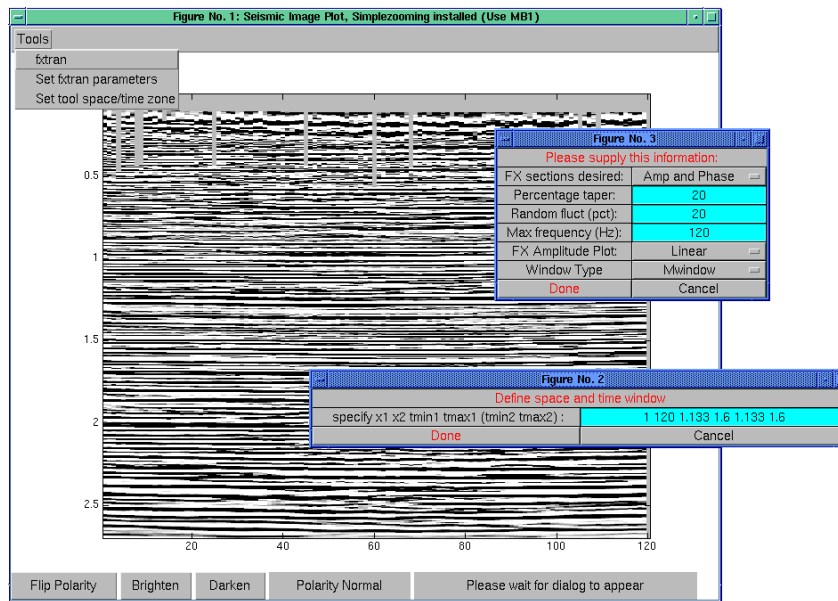 Figure No. 1: Seismic Image Plot, Simplezooming installed (Use MB1)
Tools
fxtran
Set fxtran parameters
Set tool space/time zone
0.5
1
1.5
2
2.5
20
40
60
80
100
120
Figure No. 3
Please supply this information:
FX sections desired: Amp and Phase
Percentage taper: 20
Random fluct (pct): 20
Max frequency (Hz): 120
FX Amplitude Plot: Linear
Window Type Mwindow
Done Cancel
Figure No. 2
Define space and time window
specify x1 x2 tmin1 tmax1 (tmin2 tmax2) : 1 120 1.133 1.6 1.133 1.6
Done Cancel
Flip Polarity Brighten Darken Polarity Normal Please wait for dialog to appear